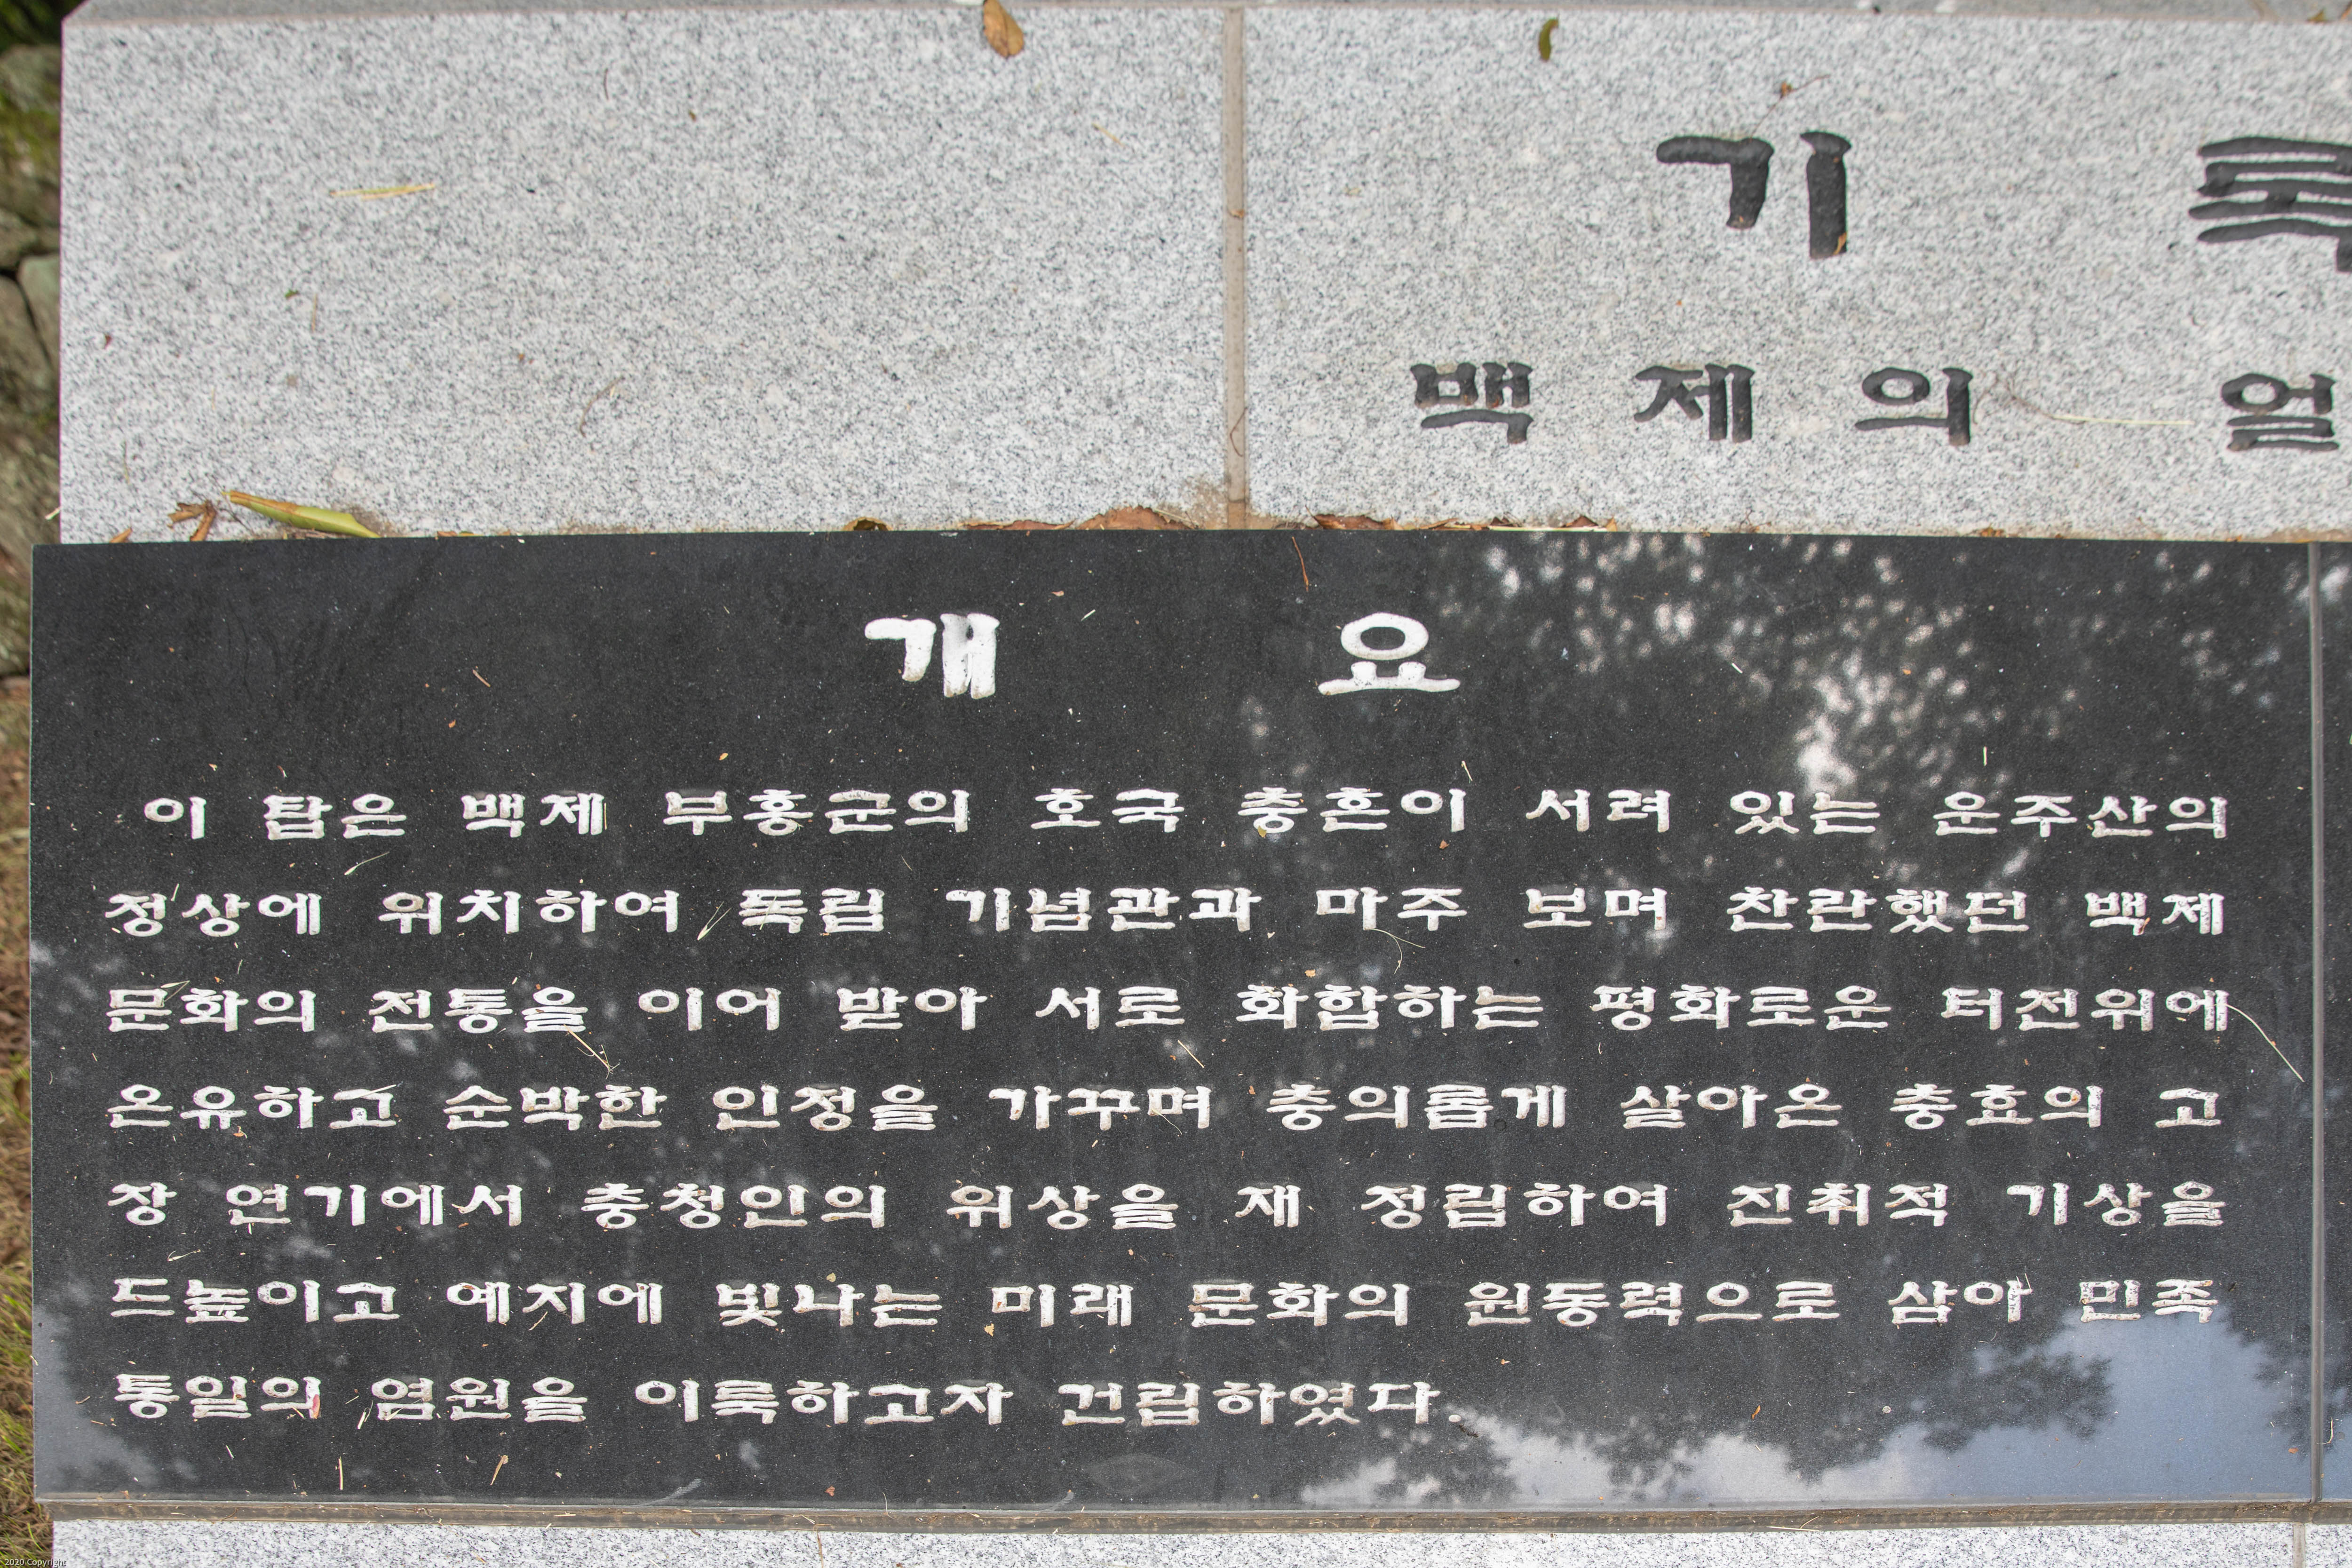 기 록
백 제 의 얼
개 요
이 탑은 백제 부흥군의 호국 충혼이 서려 있는 운주산의
정상에 위치하여 독립 기념관과 마주 보며 찬란했던 백제
문화의 전통을 이어 받아 서로 화합하는 평화로운 터전위에
온유하고 순박한 인정을 가꾸며 충의롭게 살아온 충효의 고
장 연기에서 충청인의 위상을 재 정립하여 진취적 기상을
드높이고 예지에 빛나는 미래 문화의 원동력으로 삼아 민족
통일의 염원을 이룩하고자 건립하였다.
2020 Copyright